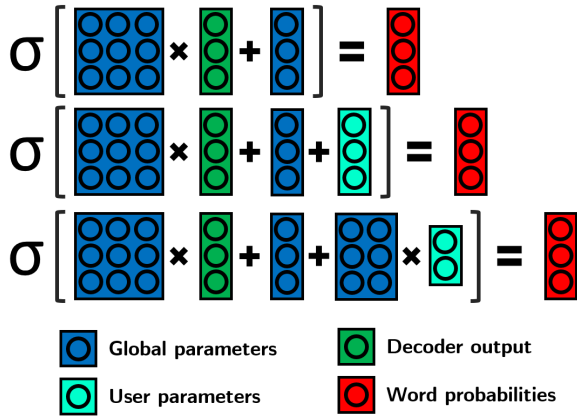 σ [ × + ] =
σ [ × + + ] =
σ [ × + + × ] =
Global parameters
Decoder output
User parameters
Word probabilities